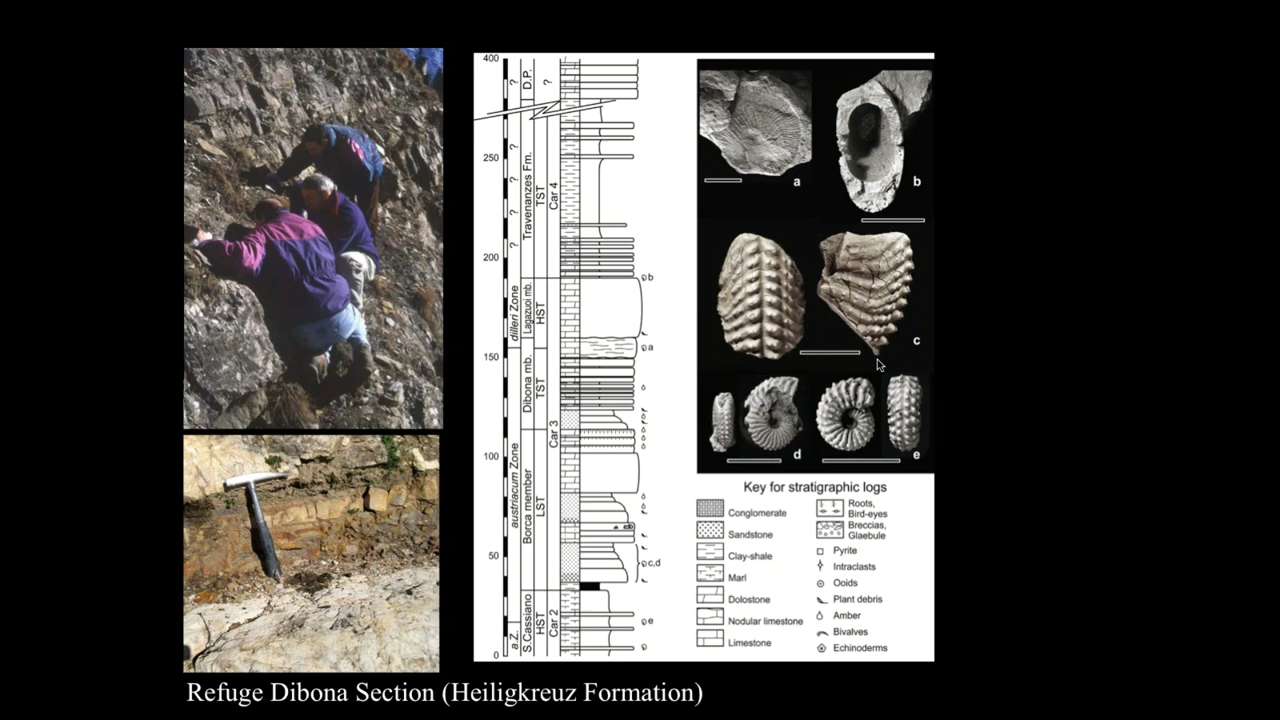 400
? D.P. ?
250
? ? ? ? Travenanzes Fm. TST Car 4
200
b
dilleri Zone Lagazuoi mb. HST
a
150
Dibona mb. TST
Car 3
100
austriacum Zone Borca member LST
50
c,d
e
a.Z. S.Cassiano HST Car 2
0
a
b
c
d
e
Key for stratigraphic logs
Conglomerate
Sandstone
Clay-shale
Marl
Dolostone
Nodular limestone
Limestone
Roots,
Bird-eyes
Breccias,
Glaebule
Pyrite
Intraclasts
Ooids
Plant debris
Amber
Bivalves
Echinoderms
Refuge Dibona Section (Heiligkreuz Formation)